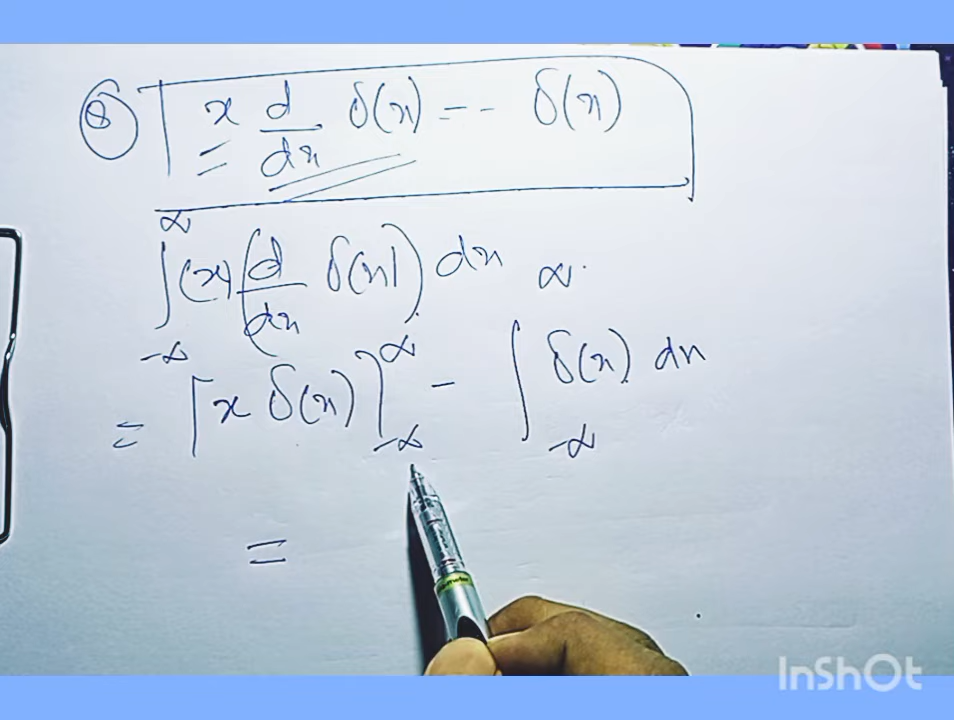 ⑧ x d/dx δ(x) = - δ(x)
∫_{-∞}^{∞} (x) (d/dx δ(x)) dx
= [x δ(x)]_{-∞}^{∞} - ∫_{-∞}^{∞} δ(x) dx
=
InShOt